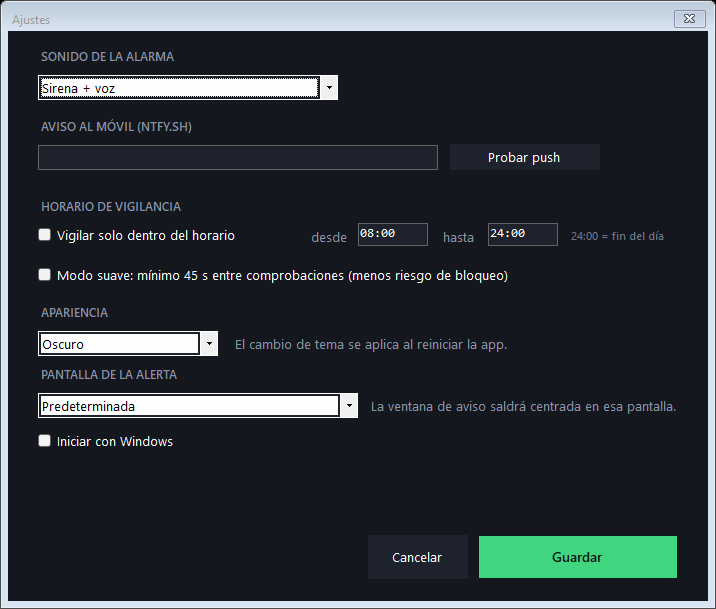 Ajustes
SONIDO DE LA ALARMA
Sirena + voz
AVISO AL MÓVIL (NTFY.SH)
Probar push
HORARIO DE VIGILANCIA
Vigilar solo dentro del horario desde 08:00 hasta 24:00 24:00 = fin del día
Modo suave: mínimo 45 s entre comprobaciones (menos riesgo de bloqueo)
APARIENCIA
Oscuro El cambio de tema se aplica al reiniciar la app.
PANTALLA DE LA ALERTA
Predeterminada La ventana de aviso saldrá centrada en esa pantalla.
Iniciar con Windows
Cancelar Guardar